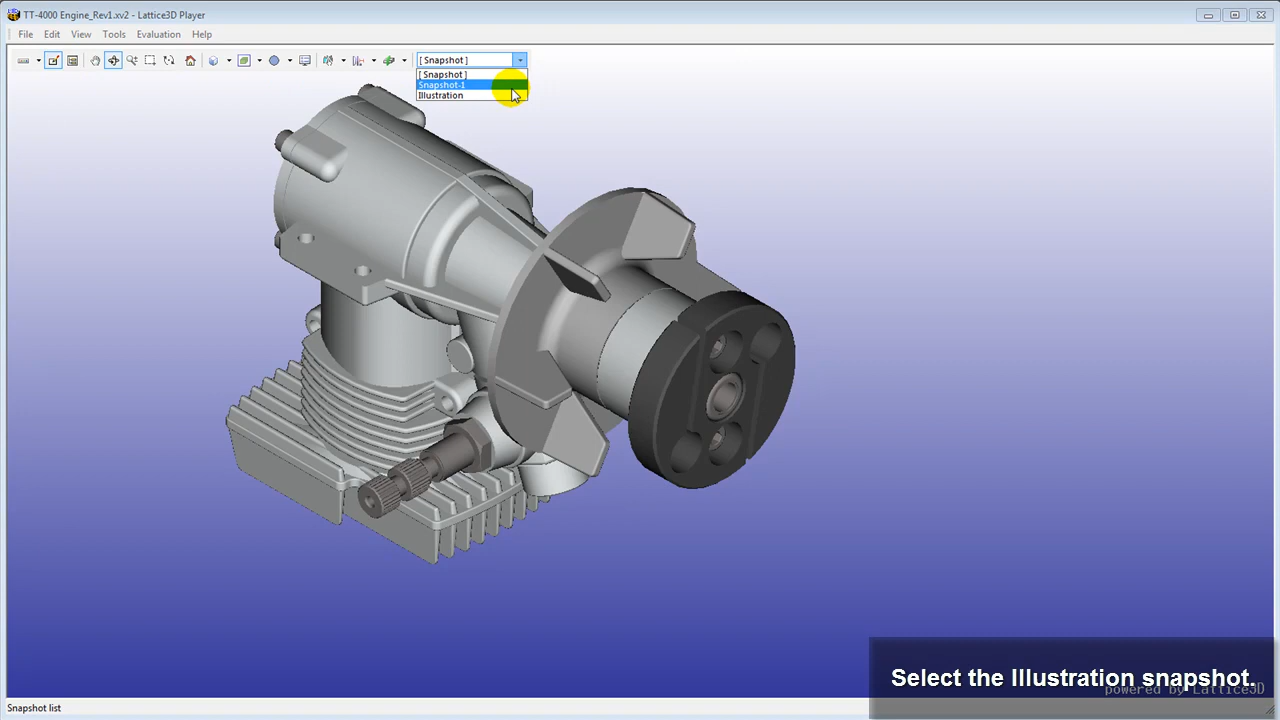 TT-4000 Engine_Rev1.xv2 - Lattice3D Player
File Edit View Tools Evaluation Help
[ Snapshot ]
[ Snapshot ]
Snapshot-1
Illustration
Select the Illustration snapshot.
powered by Lattice3D
Snapshot list